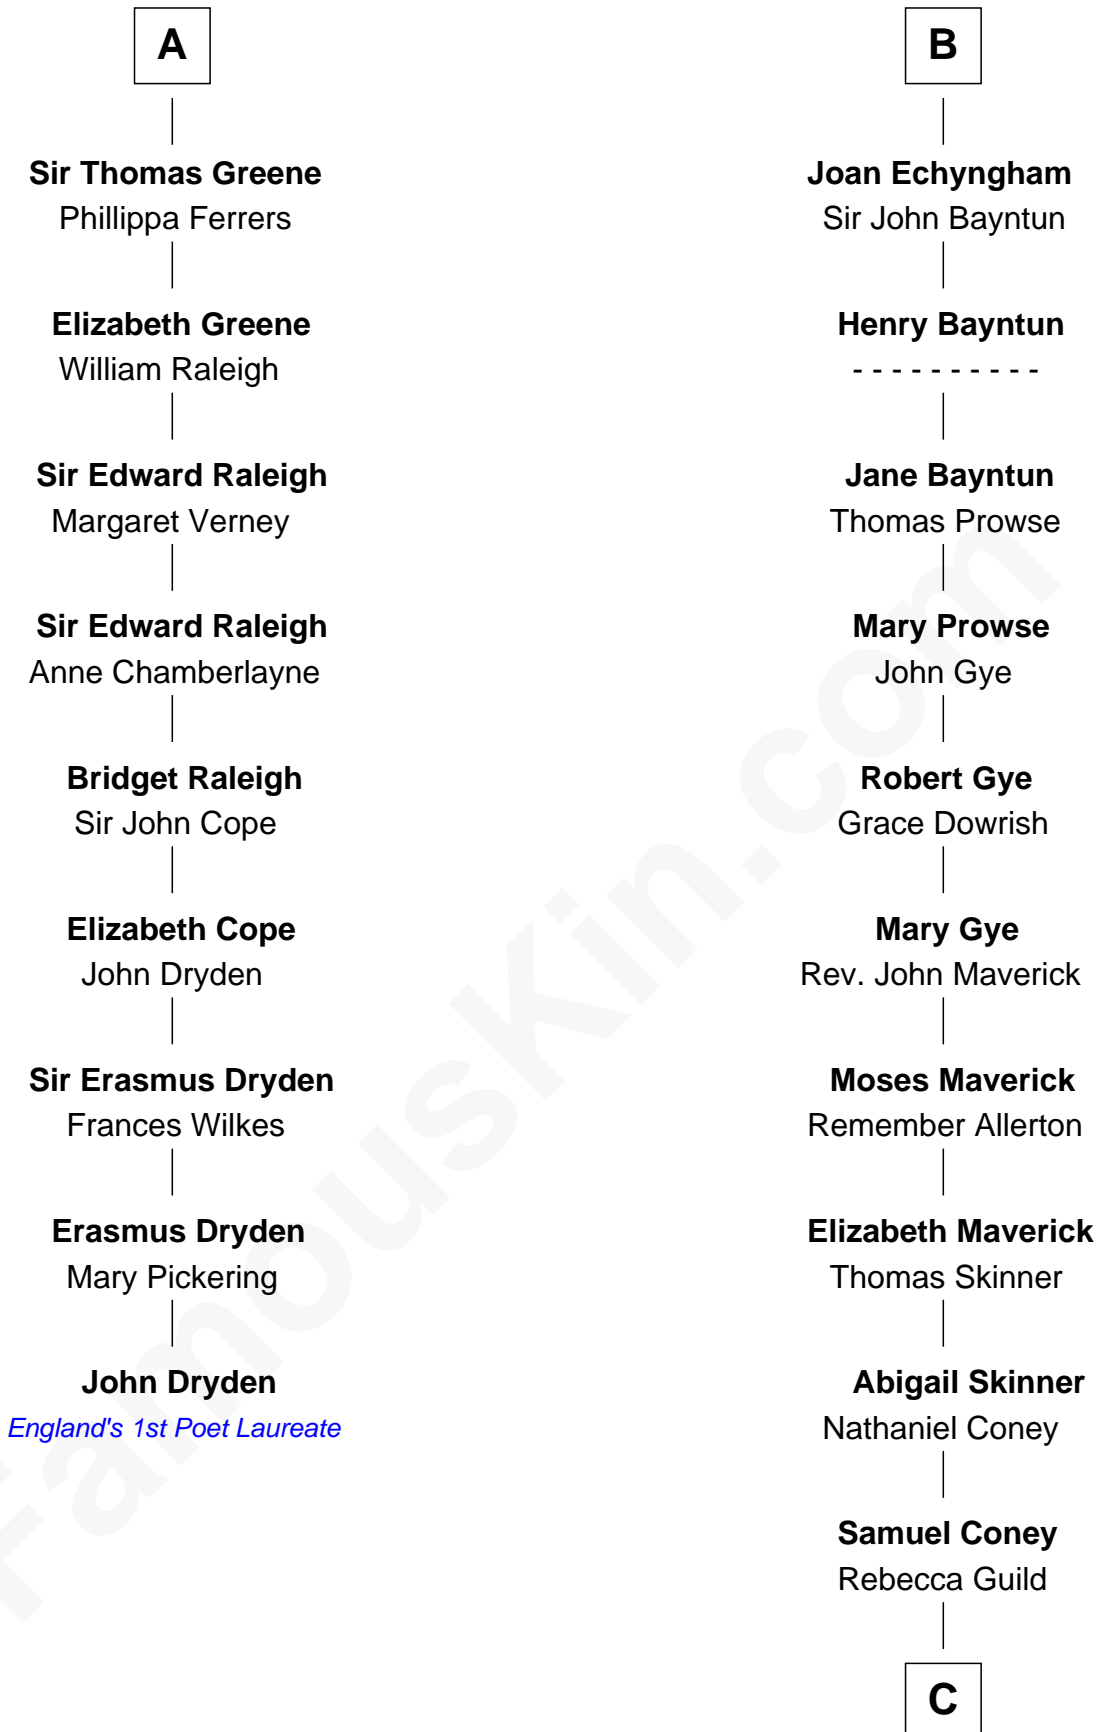 A
Sir Thomas Greene
Phillippa Ferrers
Elizabeth Greene
William Raleigh
Sir Edward Raleigh
Margaret Verney
Sir Edward Raleigh
Anne Chamberlayne
Bridget Raleigh
Sir John Cope
Elizabeth Cope
John Dryden
Sir Erasmus Dryden
Frances Wilkes
Erasmus Dryden
Mary Pickering
John Dryden
England's 1st Poet Laureate
B
Joan Echyngham
Sir John Bayntun
Henry Bayntun
- - - - - - - - - -
Jane Bayntun
Thomas Prowse
Mary Prowse
John Gye
Robert Gye
Grace Dowrish
Mary Gye
Rev. John Maverick
Moses Maverick
Remember Allerton
Elizabeth Maverick
Thomas Skinner
Abigail Skinner
Nathaniel Coney
Samuel Coney
Rebecca Guild
C
FamousKin.com